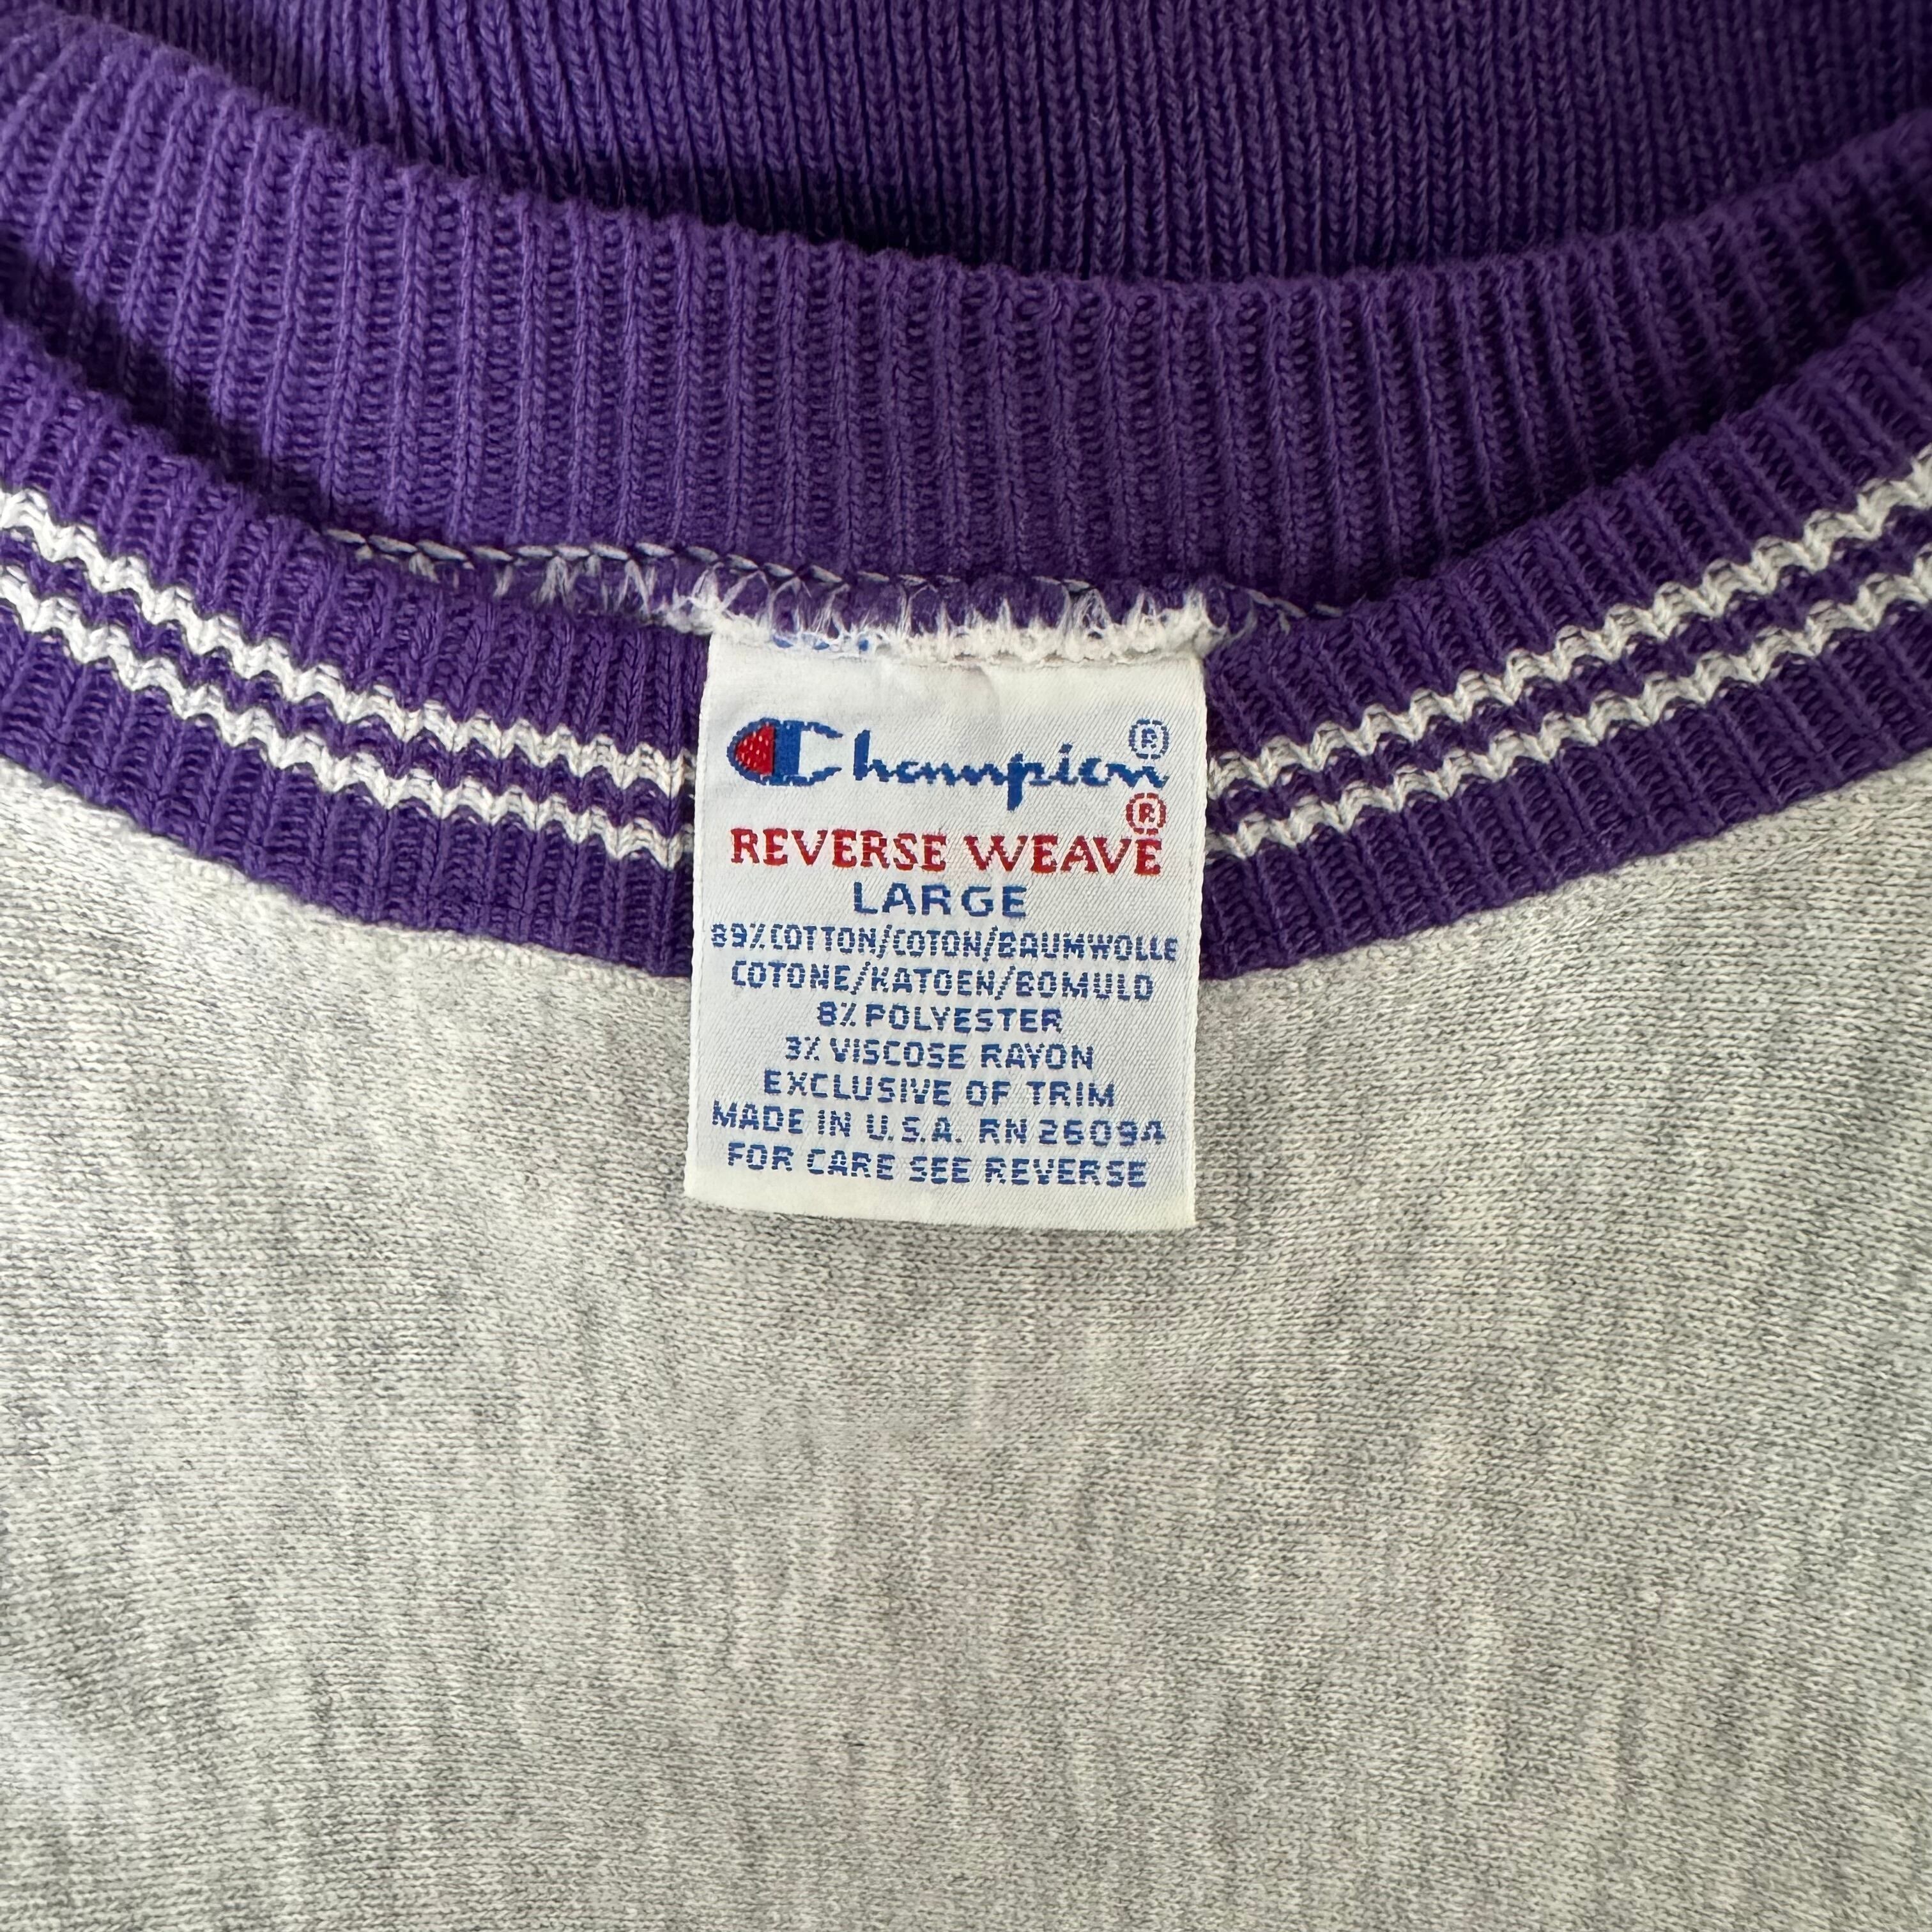 Champion®
REVERSE WEAVE®
LARGE
89% COTTON/COTON/BAUMWOLLE
COTONE/KATOEN/BOMULD
8% POLYESTER
3% VISCOSE RAYON
EXCLUSIVE OF TRIM
MADE IN U.S.A. RN 26094
FOR CARE SEE REVERSE